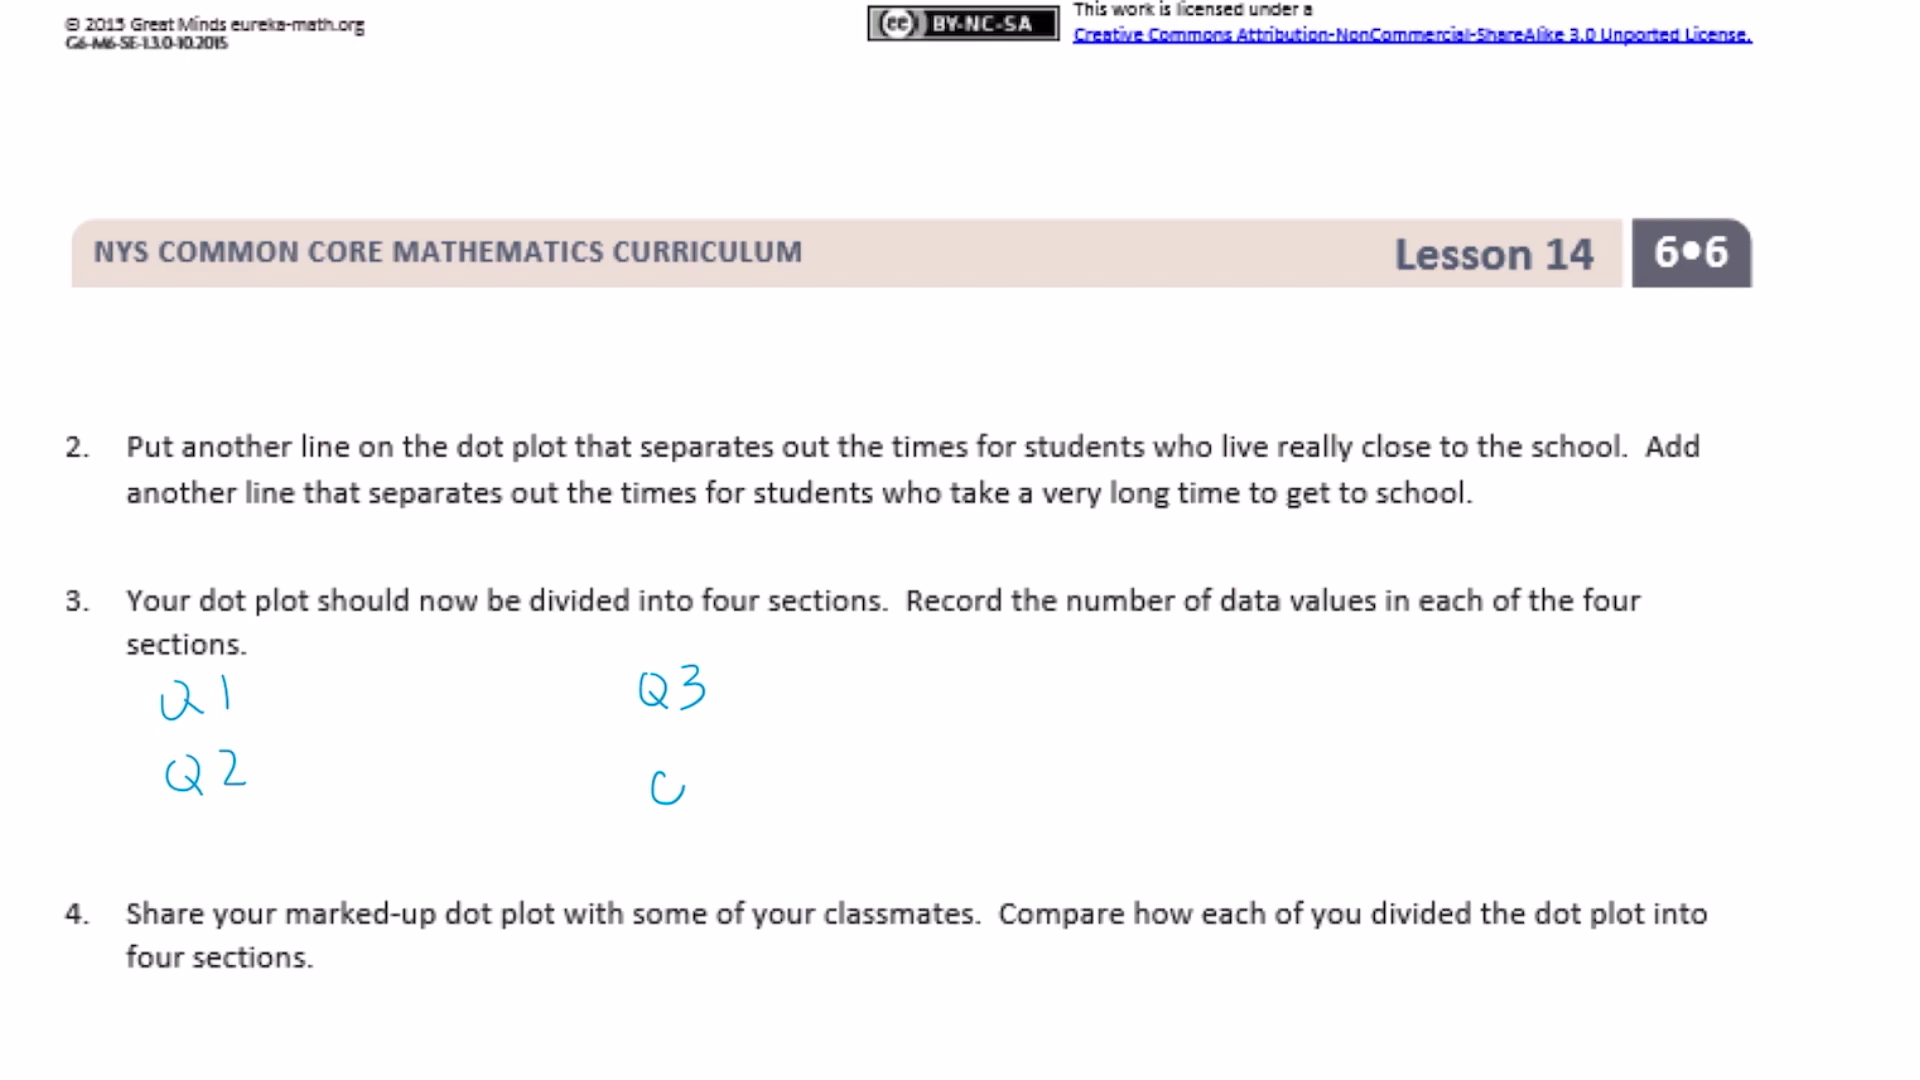 © 2015 Great Minds eureka-math.org
G6-M6-SE-1.3.0-10.2015
cc BY-NC-SA
This work is licensed under a
Creative Commons Attribution-NonCommercial-ShareAlike 3.0 Unported License.
NYS COMMON CORE MATHEMATICS CURRICULUM Lesson 14 6•6
2. Put another line on the dot plot that separates out the times for students who live really close to the school. Add
another line that separates out the times for students who take a very long time to get to school.
3. Your dot plot should now be divided into four sections. Record the number of data values in each of the four
sections.
Q1 Q3
Q2 C
4. Share your marked-up dot plot with some of your classmates. Compare how each of you divided the dot plot into
four sections.